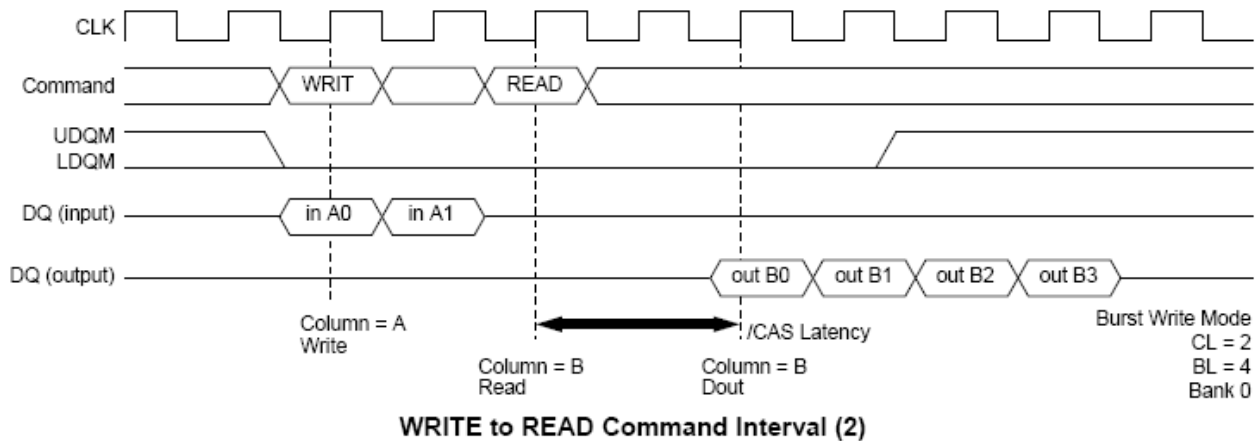 CLK
Command
WRIT
READ
UDQM
LDQM
DQ (input)
in A0
in A1
DQ (output)
out B0
out B1
out B2
out B3
Column = A
Write
/CAS Latency
Column = B
Read
Column = B
Dout
Burst Write Mode
CL = 2
BL = 4
Bank 0
WRITE to READ Command Interval (2)